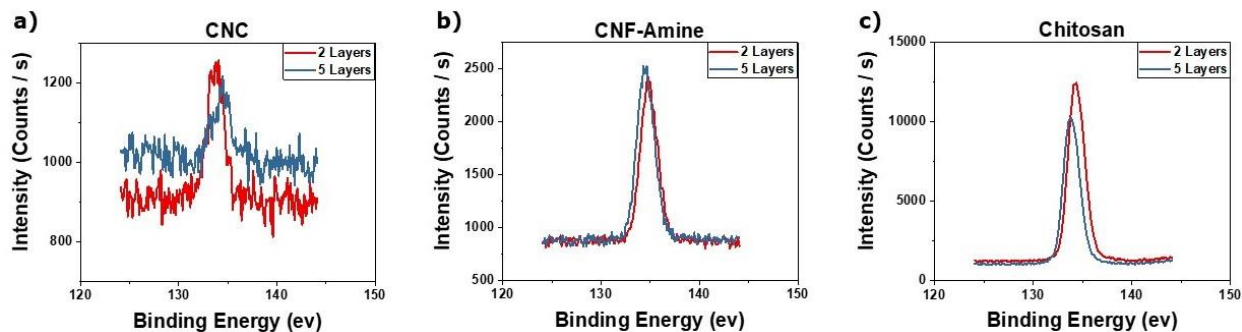 a)
CNC
2 Layers
5 Layers
Intensity (Counts / s)
1200
1000
800
120
130
140
150
Binding Energy (ev)
b)
CNF-Amine
2 Layers
5 Layers
Intensity (Counts / s)
2500
2000
1500
1000
500
120
130
140
150
Binding Energy (ev)
c)
Chitosan
2 Layers
5 Layers
Intensity (Counts / s)
15000
10000
5000
0
120
130
140
150
Binding Energy (ev)